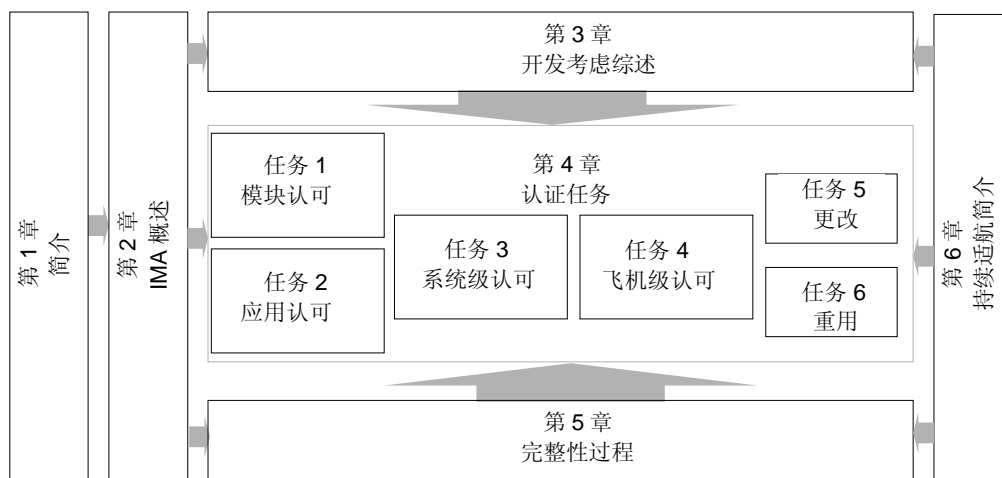 第 1 章
简介
第 2 章
IMA 概述
第 3 章
开发考虑综述
任务 1
模块认可
任务 2
应用认可
第 4 章
认证任务
任务 3
系统级认可
任务 4
飞机级认可
任务 5
更改
任务 6
重用
第 5 章
完整性过程
第 6 章
持续适航简介